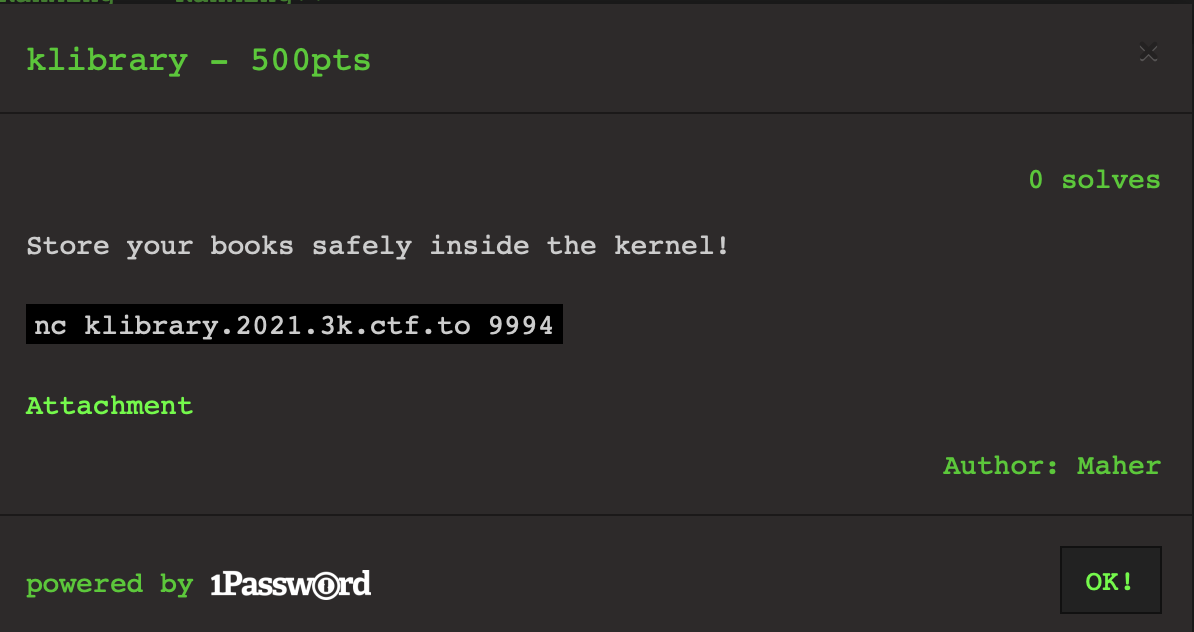 klibrary - 500pts
×
0 solves
Store your books safely inside the kernel!
nc klibrary.2021.3k.ctf.to 9994
Attachment
Author: Maher
powered by 1Password
OK!